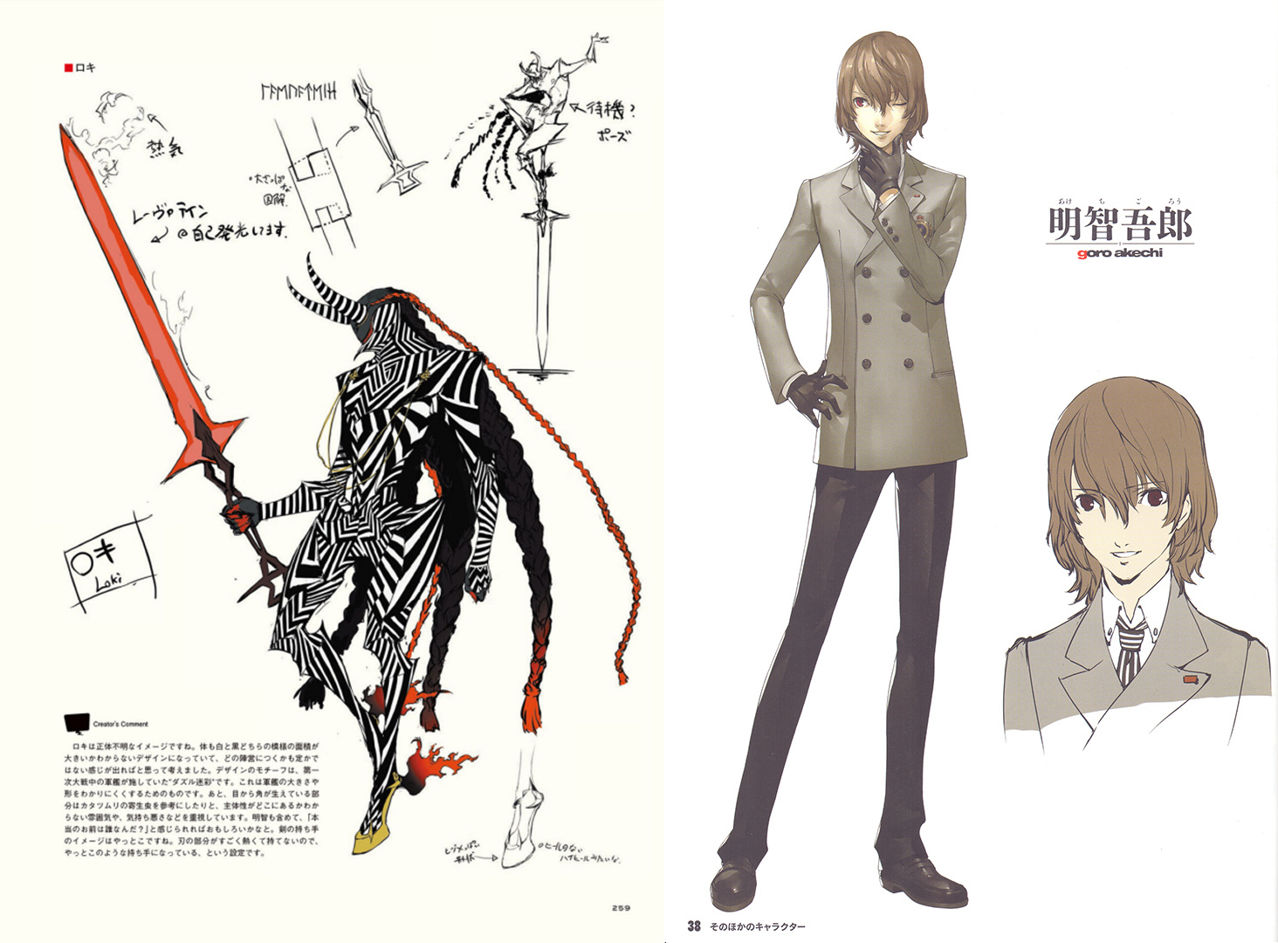 ロキ
熱気
レーヴァテイン
@自己発光してます。
待機?
ポーズ
ロキ
Loki
Creator's Comment
ロキは正体不明なイメージですね。体も白と黒どちらの模様の面積が
大きいかわからないデザインになっていて、どの陣営につくかも定かで
はない感じが出ればと思って考えました。デザインのモチーフは、第一
次大戦中の軍艦が施していた“ダズル迷彩”です。これは軍艦の大きさや
形をわかりにくくするためのものです。あと、目から角が生えている部
分はカタツムリの寄生虫を参考にしたりと、主体性がどこにあるかわか
らない雰囲気や、気持ち悪さなどを重視しています。明智も含めて、「本
当のお前は誰なんだ?」と感じられればおもしろいかなと。剣の持ち手
のイメージはやっとこですね。刃の部分がすごく熱くて持てないので、
やっとこのような持ち手になっている、という設定です。
259
あけちごろう
明智吾郎
goro akechi
38 そのほかのキャラクター